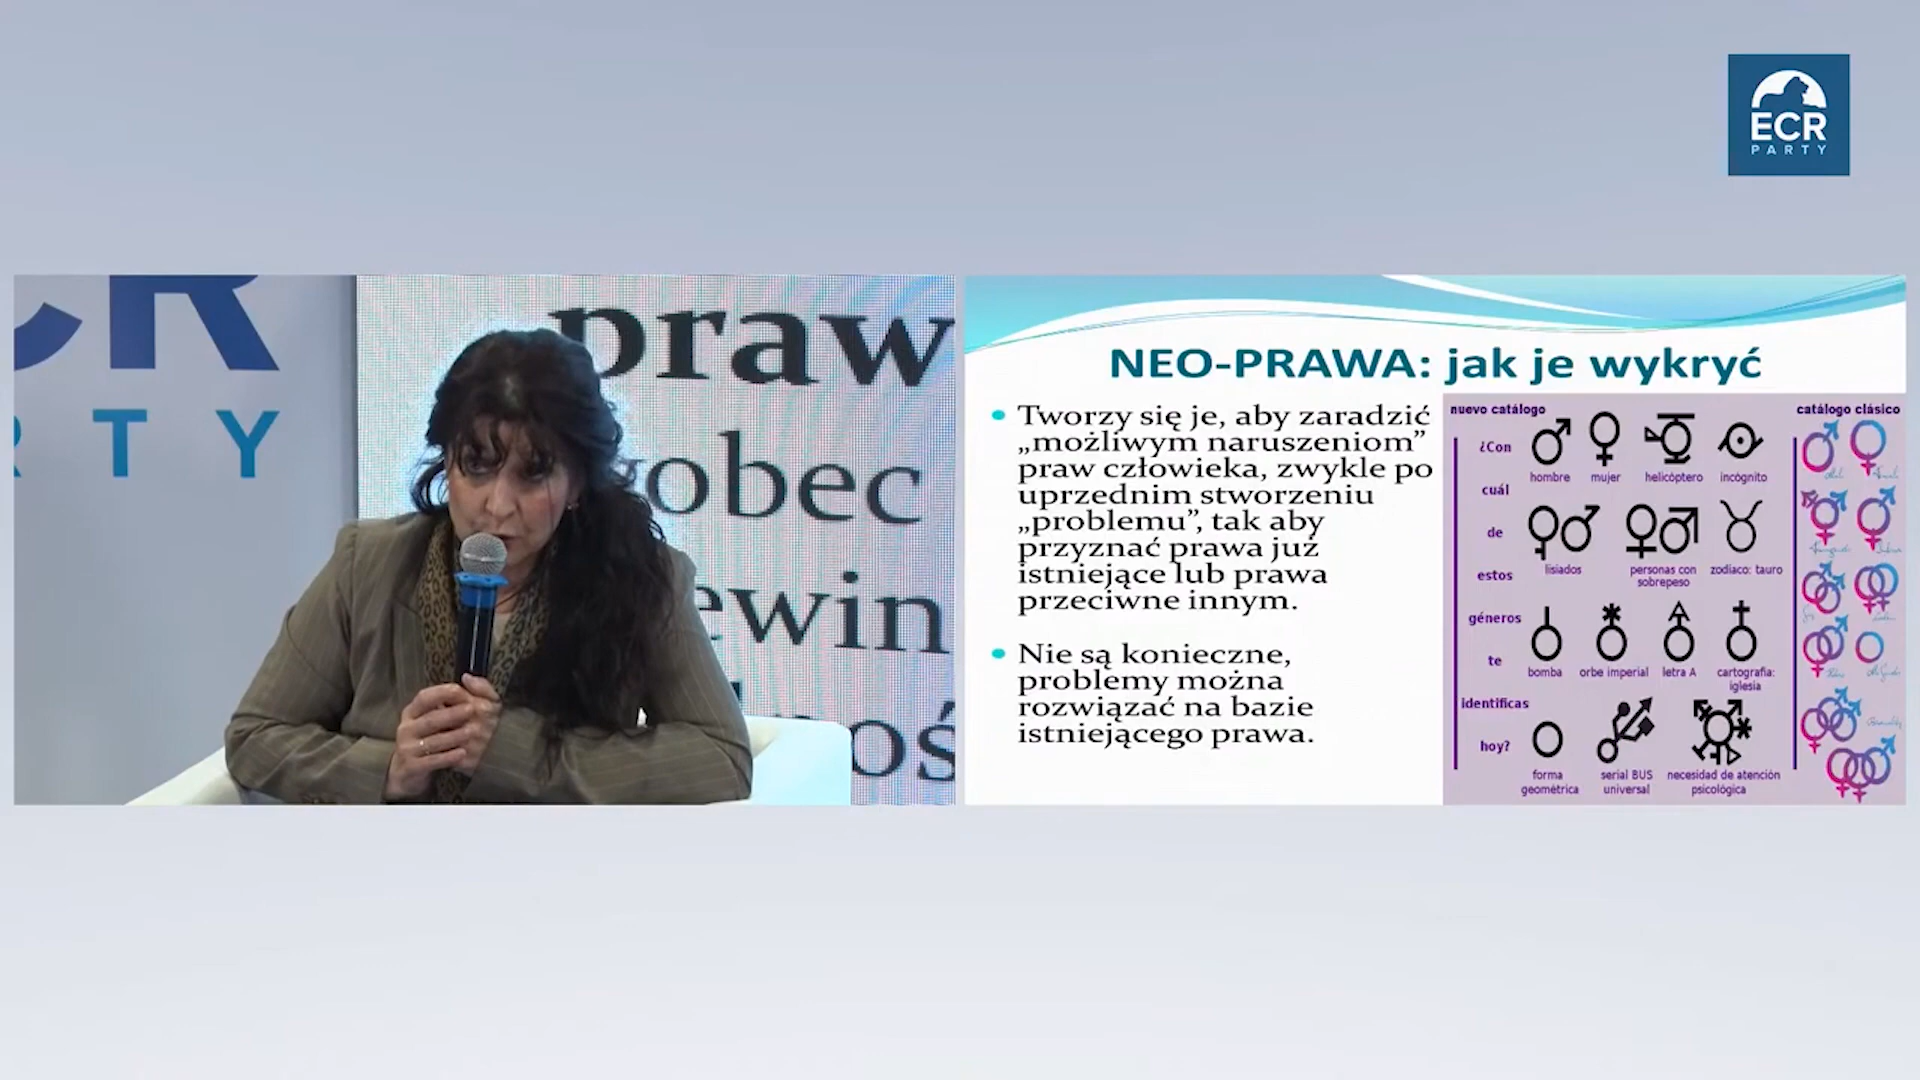 ECR
PARTY
CR
RTY
praw
obec
ewin
oś
NEO-PRAWA: jak je wykryć
• Tworzy się je, aby zaradzić
„możliwym naruszeniom”
praw człowieka, zwykle po
uprzednim stworzeniu
„problemu”, tak aby
przyznać prawa już
istniejące lub prawa
przeciwne innym.
• Nie są konieczne,
problemy można
rozwiązać na bazie
istniejącego prawa.
nuevo catálogo
¿Con
cuál
de
estos
géneros
te
identificas
hoy?
hombre mujer helicóptero incógnito
lisiados personas con sobrepeso zodíaco: tauro
bomba orbe imperial letra A cartografía: iglesia
forma geométrica serial BUS universal necesidad de atención psicológica
catálogo clásico